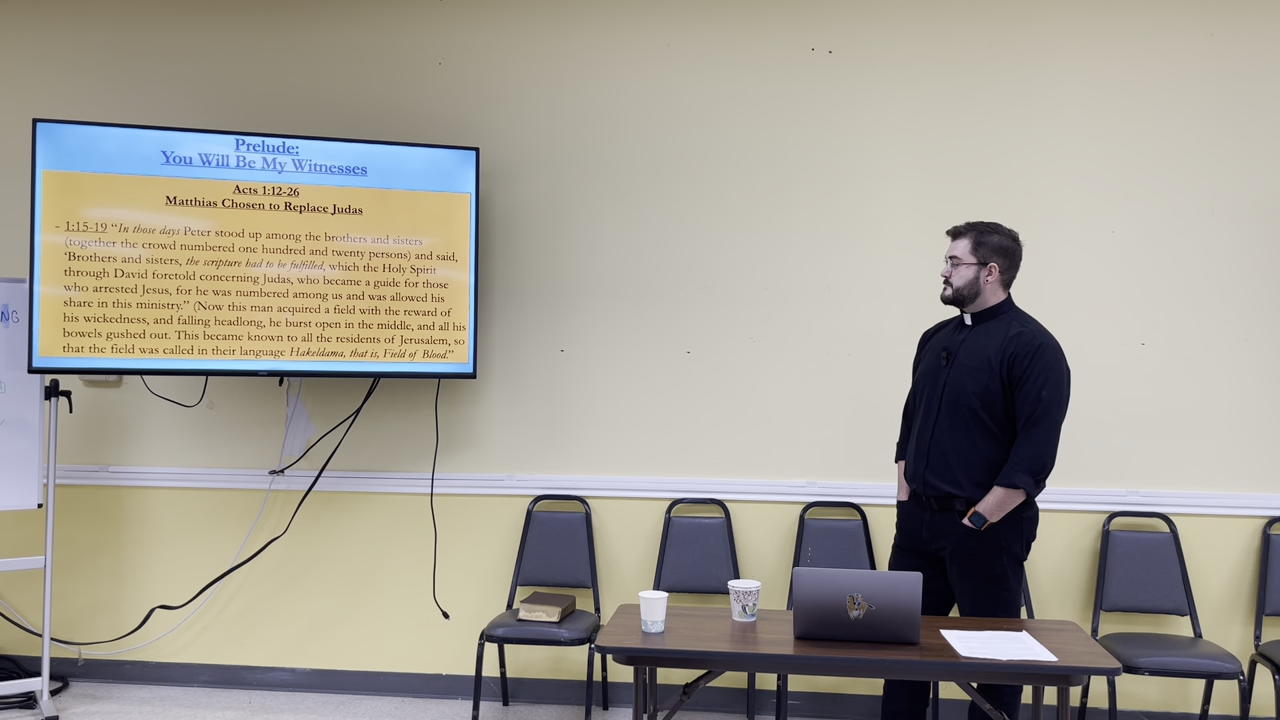 Prelude:
You Will Be My Witnesses
Acts 1:12-26
Matthias Chosen to Replace Judas
- 1:15-19 “In those days Peter stood up among the brothers and sisters
(together the crowd numbered one hundred and twenty persons) and said,
‘Brothers and sisters, the scripture had to be fulfilled, which the Holy Spirit
through David foretold concerning Judas, who became a guide for those
who arrested Jesus, for he was numbered among us and was allowed his
share in this ministry.” (Now this man acquired a field with the reward of
his wickedness, and falling headlong, he burst open in the middle, and all his
bowels gushed out. This became known to all the residents of Jerusalem, so
that the field was called in their language Hakeldama, that is, Field of Blood.”